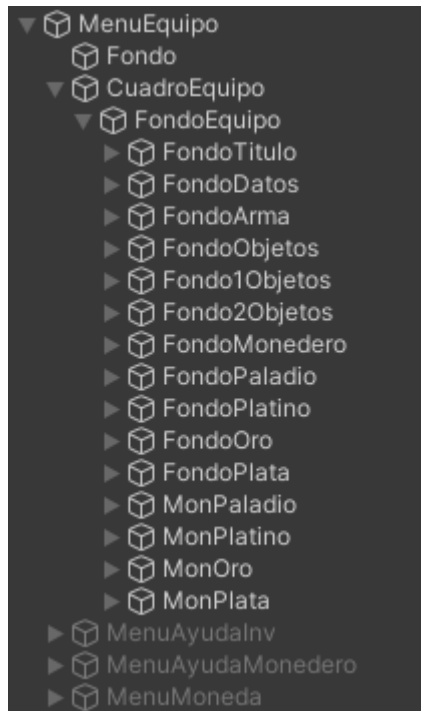 MenuEquipo
Fondo
CuadroEquipo
FondoEquipo
FondoTitulo
FondoDatos
FondoArma
FondoObjetos
Fondo1Objetos
Fondo2Objetos
FondoMonedero
FondoPaladio
FondoPlatino
FondoOro
FondoPlata
MonPaladio
MonPlatino
MonOro
MonPlata
MenuAyudaInv
MenuAyudaMonedero
MenuMoneda